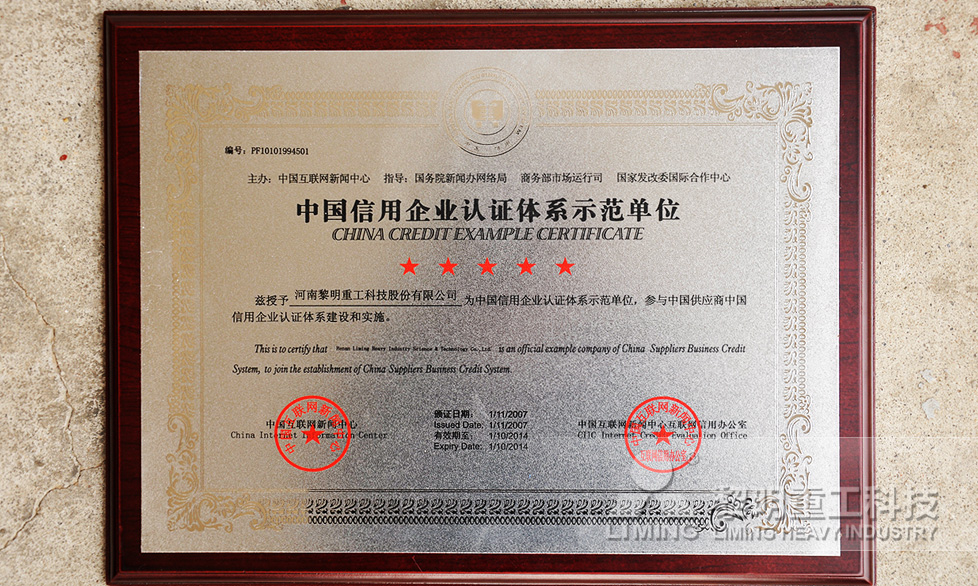 编号：PF10101994501
主办：中国互联网新闻中心 指导：国务院新闻办网络局 商务部市场运行司 国家发改委国际合作中心
中国信用企业认证体系示范单位
CHINA CREDIT EXAMPLE CERTIFICATE
兹授予 河南黎明重工科技股份有限公司 为中国信用企业认证体系示范单位，参与中国供应商中国
信用企业认证体系建设和实施。
This is to certify that Henan Liming Heavy Industry Science & Technology Co.,Ltd. is an official example company of China Suppliers Business Credit
System, to join the establishment of China Suppliers Business Credit System.
中国互联网新闻中心
China Internet Information Center
颁证日期： 1/11/2007
Issued Date: 1/11/2007
有效期至： 1/10/2014
Expiry Date: 1/10/2014
中国互联网新闻中心互联网信用办公室
CIIC Internet Credit Evaluation Office
黎明重工科技
LIMING LIMING HEAVY INDUSTRY